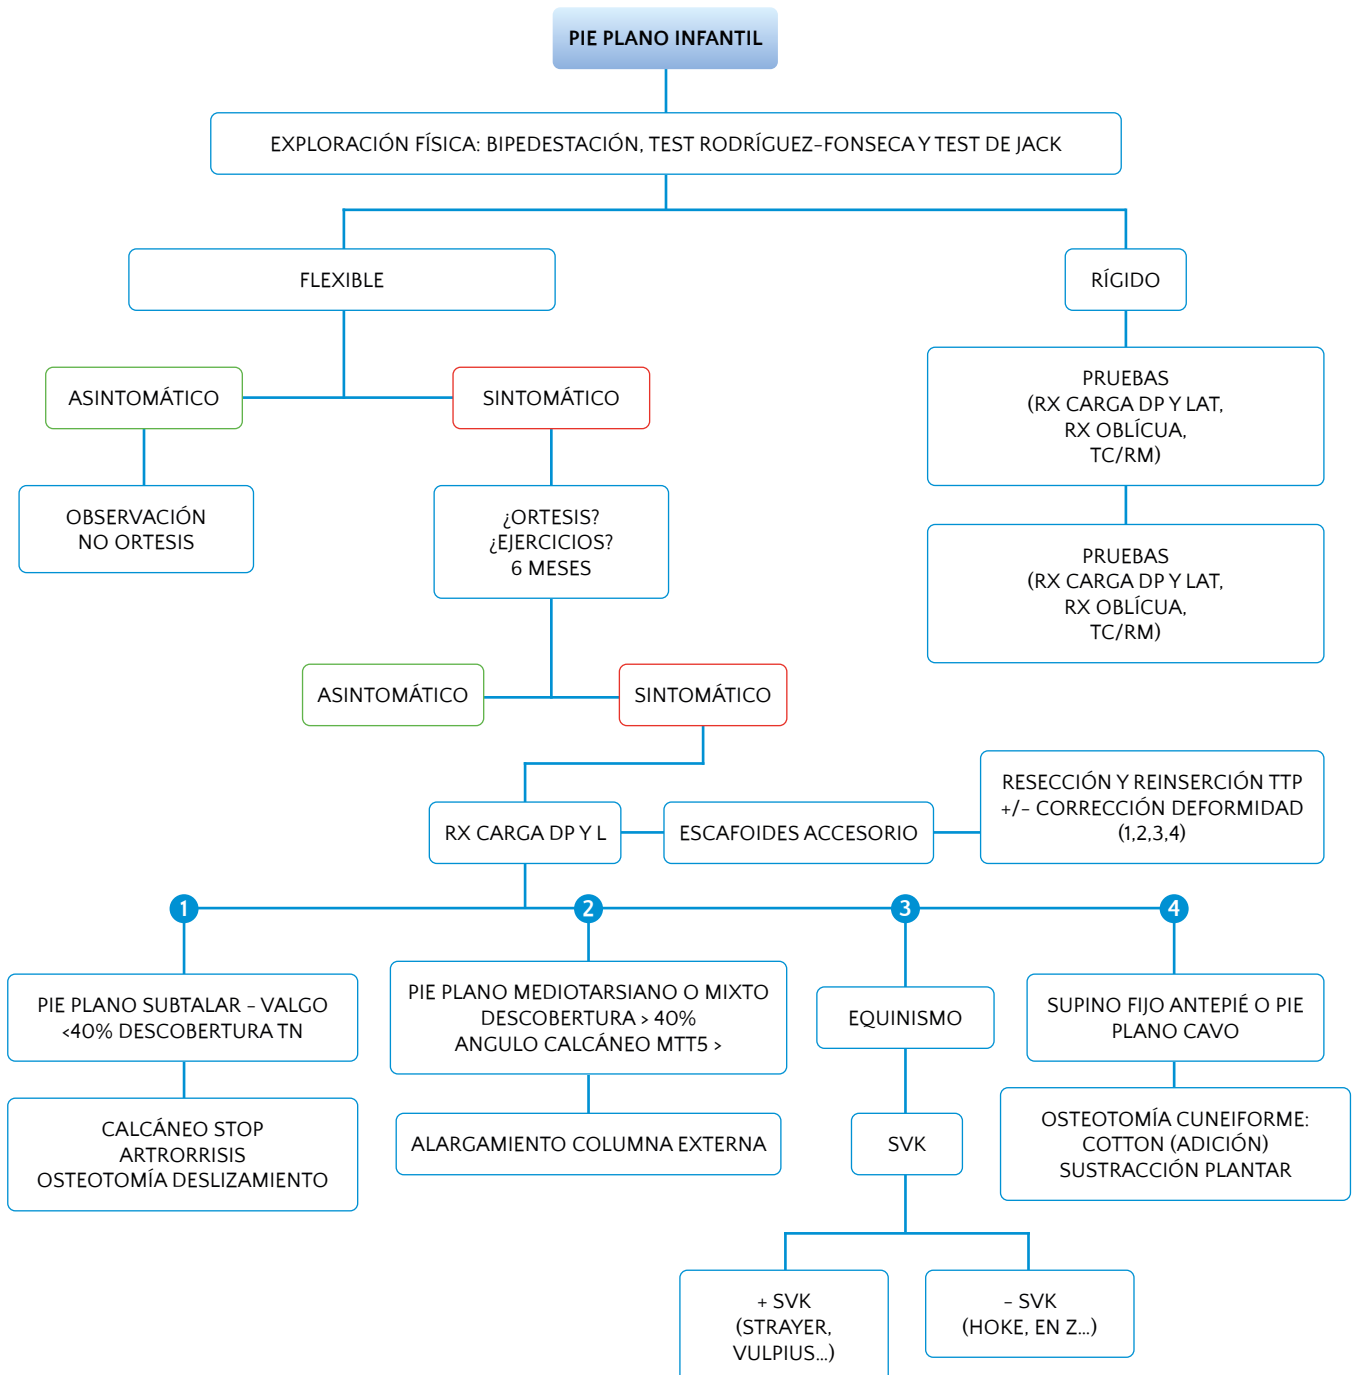 PIE PLANO INFANTIL
EXPLORACIÓN FÍSICA: BIPEDESTACIÓN, TEST RODRÍGUEZ-FONSECA Y TEST DE JACK
FLEXIBLE
RÍGIDO
ASINTOMÁTICO
SINTOMÁTICO
PRUEBAS
(RX CARGA DP Y LAT,
RX OBLÍCUA,
TC/RM)
OBSERVACIÓN
NO ORTESIS
¿ORTESIS?
¿EJERCICIOS?
6 MESES
PRUEBAS
(RX CARGA DP Y LAT,
RX OBLÍCUA,
TC/RM)
ASINTOMÁTICO
SINTOMÁTICO
RX CARGA DP Y L
ESCAFOIDES ACCESORIO
RESECCIÓN Y REINSERCIÓN TTP
+/- CORRECCIÓN DEFORMIDAD
(1,2,3,4)
1
2
3
4
PIE PLANO SUBTALAR - VALGO
<40% DESCOBERTURA TN
PIE PLANO MEDIOTARSIANO O MIXTO
DESCOBERTURA > 40%
ANGULO CALCÁNEO MTT5 >
EQUINISMO
SUPINO FIJO ANTEPIÉ O PIE
PLANO CAVO
CALCÁNEO STOP
ARTRORRISIS
OSTEOTOMÍA DESLIZAMIENTO
ALARGAMIENTO COLUMNA EXTERNA
SVK
OSTEOTOMÍA CUNEIFORME:
COTTON (ADICIÓN)
SUSTRACCIÓN PLANTAR
+ SVK
(STRAYER,
VULPIUS...)
- SVK
(HOKE, EN Z...)